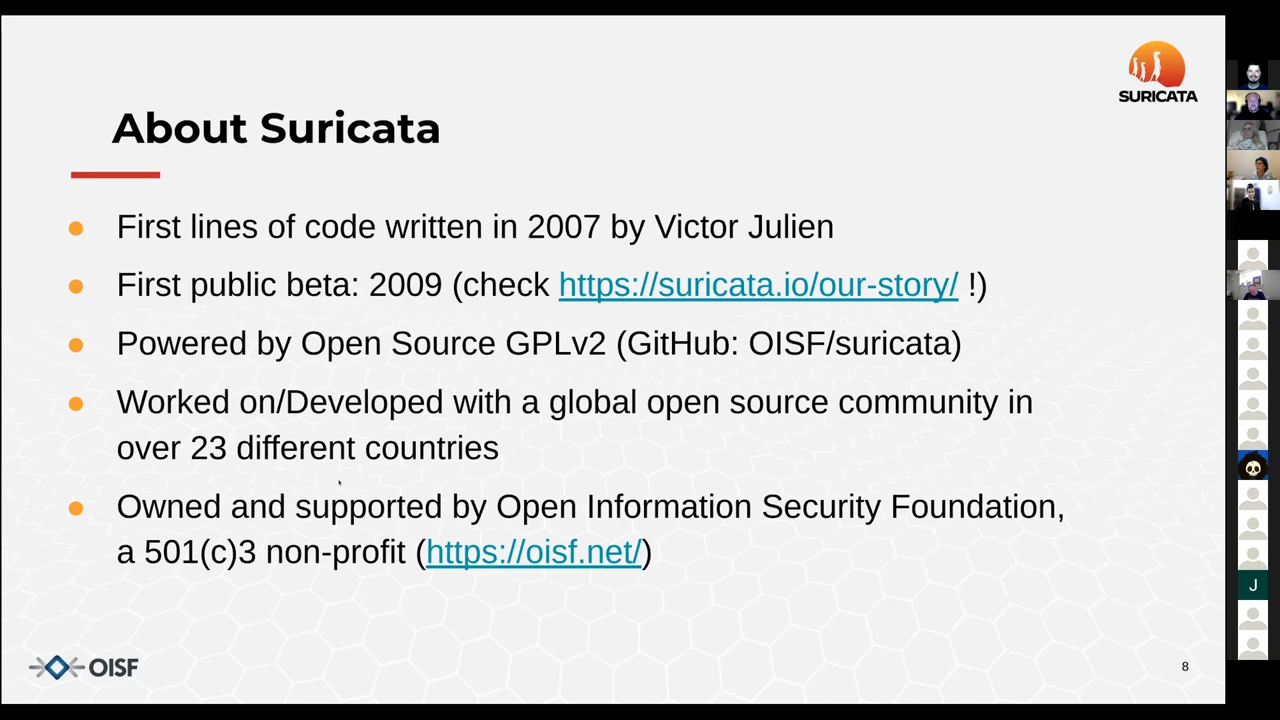 SURICATA
About Suricata
First lines of code written in 2007 by Victor Julien
First public beta: 2009 (check https://suricata.io/our-story/ !)
Powered by Open Source GPLv2 (GitHub: OISF/suricata)
Worked on/Developed with a global open source community in
over 23 different countries
Owned and supported by Open Information Security Foundation,
a 501(c)3 non-profit (https://oisf.net/)
J
OISF
8